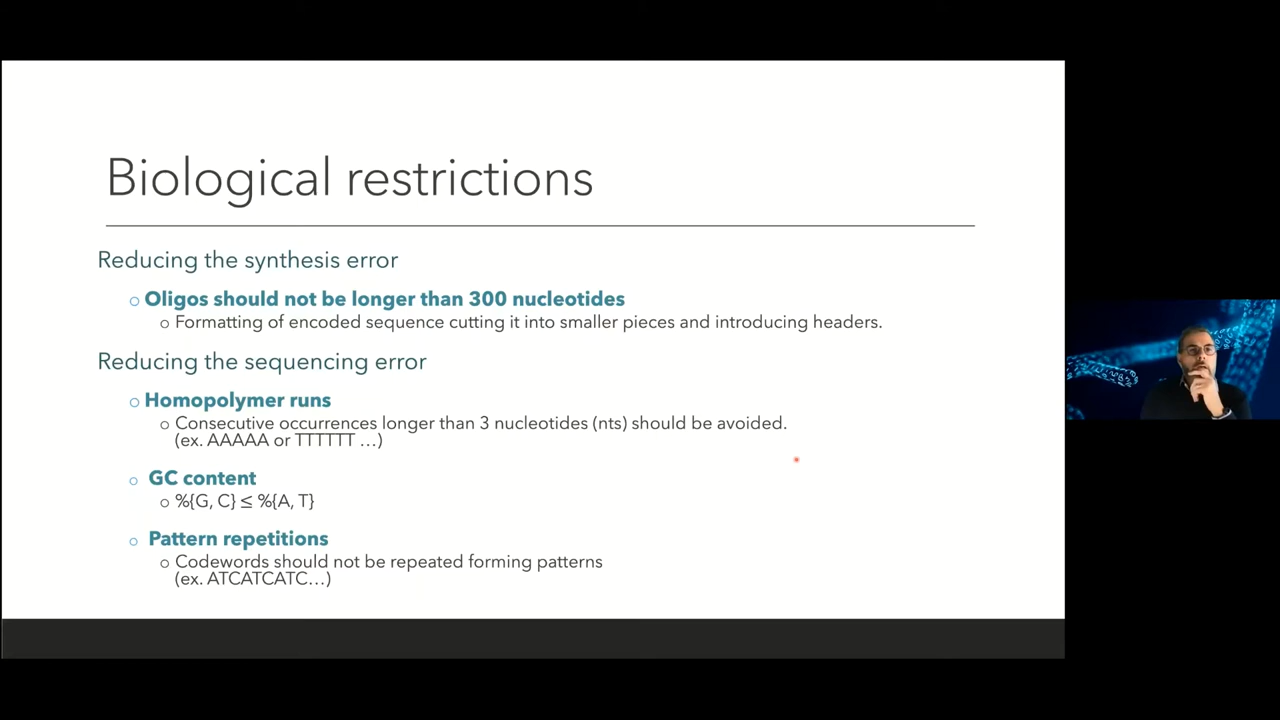 Biological restrictions
Reducing the synthesis error
Oligos should not be longer than 300 nucleotides
Formatting of encoded sequence cutting it into smaller pieces and introducing headers.
Reducing the sequencing error
Homopolymer runs
Consecutive occurrences longer than 3 nucleotides (nts) should be avoided.
(ex. AAAAA or TTTTTT …)
GC content
%{G, C} ≤ %{A, T}
Pattern repetitions
Codewords should not be repeated forming patterns
(ex. ATCATCATC…)